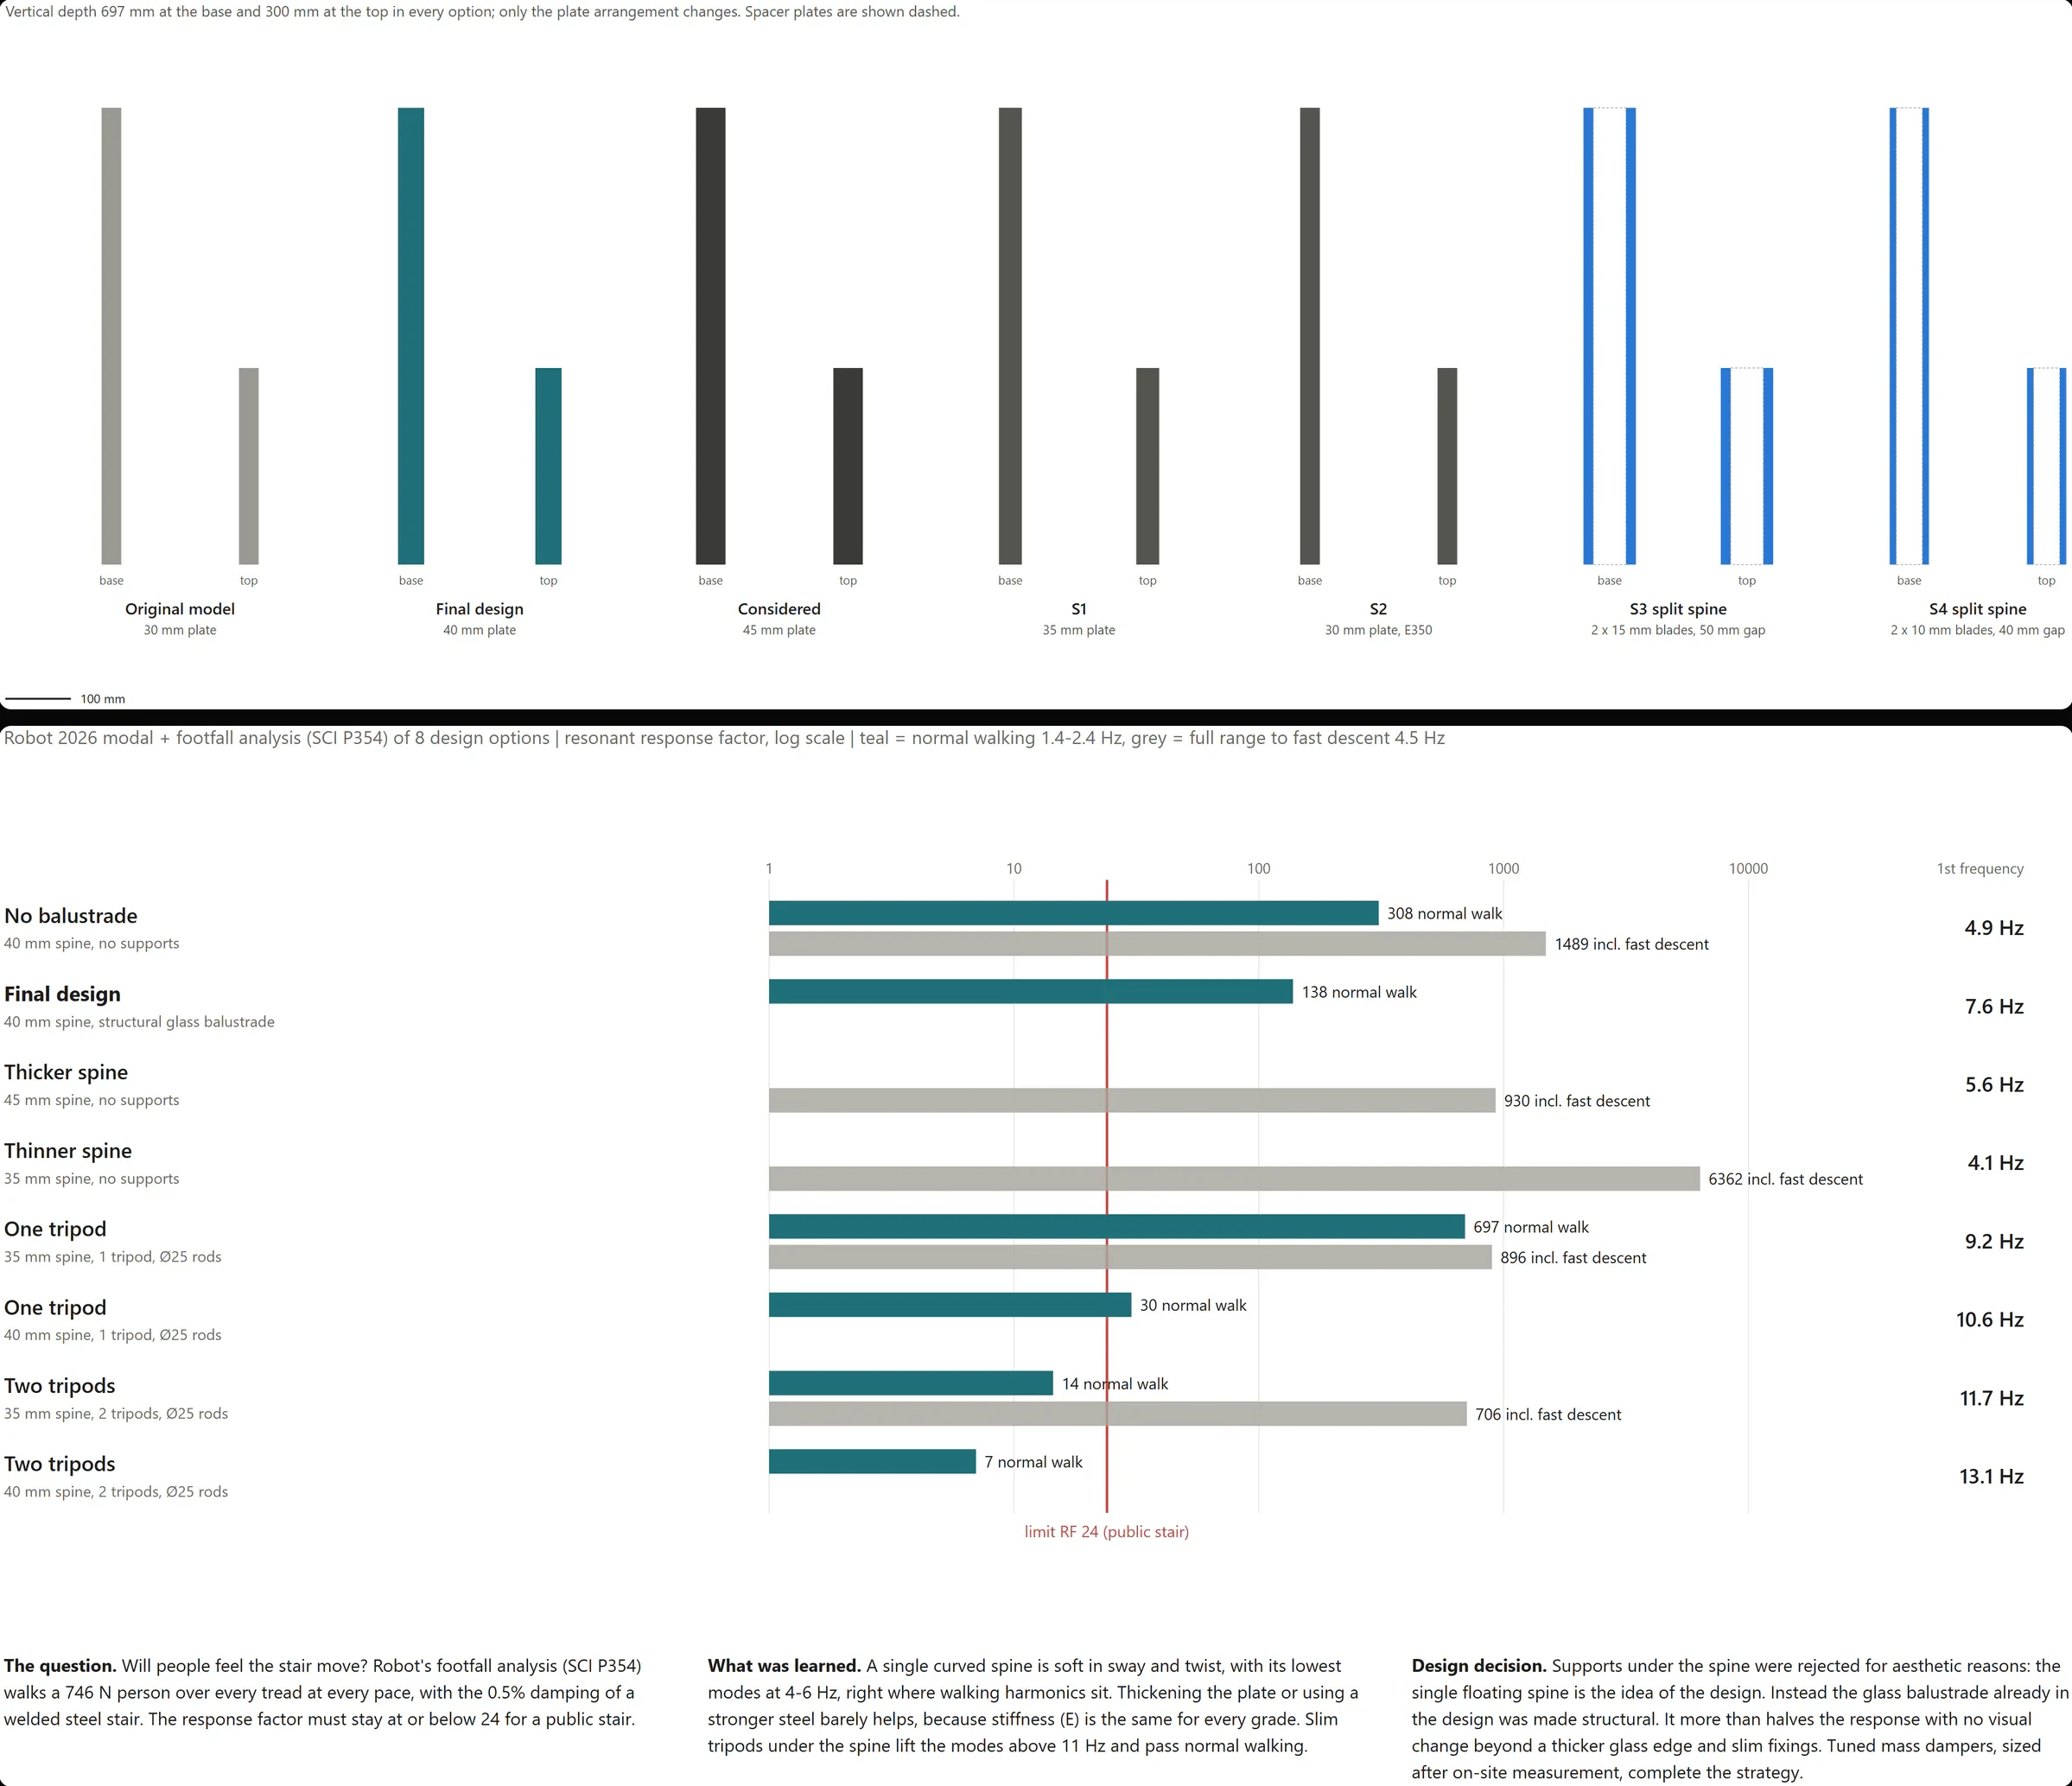 Vertical depth 697 mm at the base and 300 mm at the top in every option; only the plate arrangement changes. Spacer plates are shown dashed.
base top base top base top base top base top base top base top
Original model Final design Considered S1 S2 S3 split spine S4 split spine
30 mm plate 40 mm plate 45 mm plate 35 mm plate 30 mm plate, E350 2 x 15 mm blades, 50 mm gap 2 x 10 mm blades, 40 mm gap
100 mm
Robot 2026 modal + footfall analysis (SCI P354) of 8 design options | resonant response factor, log scale | teal = normal walking 1.4-2.4 Hz, grey = full range to fast descent 4.5 Hz
1 10 100 1000 10000 1st frequency
No balustrade 308 normal walk
4.9 Hz
40 mm spine, no supports 1489 incl. fast descent
Final design 138 normal walk
7.6 Hz
40 mm spine, structural glass balustrade
Thicker spine
5.6 Hz
45 mm spine, no supports 930 incl. fast descent
Thinner spine
4.1 Hz
35 mm spine, no supports 6362 incl. fast descent
One tripod 697 normal walk
9.2 Hz
35 mm spine, 1 tripod, Ø25 rods 896 incl. fast descent
One tripod 30 normal walk
10.6 Hz
40 mm spine, 1 tripod, Ø25 rods
Two tripods 14 normal walk
11.7 Hz
35 mm spine, 2 tripods, Ø25 rods 706 incl. fast descent
Two tripods 7 normal walk
13.1 Hz
40 mm spine, 2 tripods, Ø25 rods
limit RF 24 (public stair)
The question. Will people feel the stair move? Robot's footfall analysis (SCI P354)
walks a 746 N person over every tread at every pace, with the 0.5% damping of a
welded steel stair. The response factor must stay at or below 24 for a public stair.
What was learned. A single curved spine is soft in sway and twist, with its lowest
modes at 4-6 Hz, right where walking harmonics sit. Thickening the plate or using a
stronger steel barely helps, because stiffness (E) is the same for every grade. Slim
tripods under the spine lift the modes above 11 Hz and pass normal walking.
Design decision. Supports under the spine were rejected for aesthetic reasons: the
single floating spine is the idea of the design. Instead the glass balustrade already in
the design was made structural. It more than halves the response with no visual
change beyond a thicker glass edge and slim fixings. Tuned mass dampers, sized
after on-site measurement, complete the strategy.